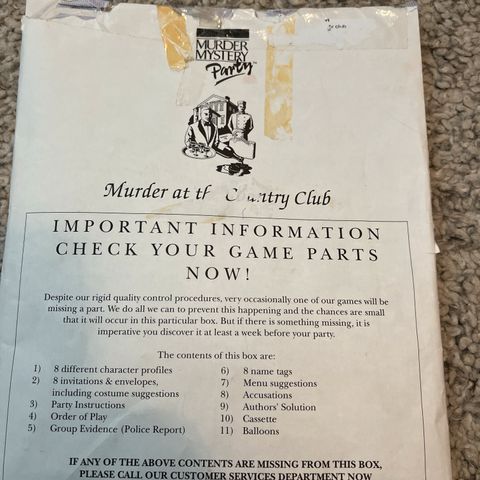 MURDER
MYSTERY
Party™
Murder at th Country Club
IMPORTANT INFORMATION
CHECK YOUR GAME PARTS
NOW!
Despite our rigid quality control procedures, very occasionally one of our games will be
missing a part. We do all we can to prevent this happening and the chances are small
that it will occur in this particular box. But if there is something missing, it is
imperative you discover it at least a week before your party.
The contents of this box are:
1) 8 different character profiles
2) 8 invitations & envelopes,
including costume suggestions
3) Party Instructions
4) Order of Play
5) Group Evidence (Police Report)
6) 8 name tags
7) Menu suggestions
8) Accusations
9) Authors' Solution
10) Cassette
11) Balloons
IF ANY OF THE ABOVE CONTENTS ARE MISSING FROM THIS BOX,
PLEASE CALL OUR CUSTOMER SERVICES DEPARTMENT NOW